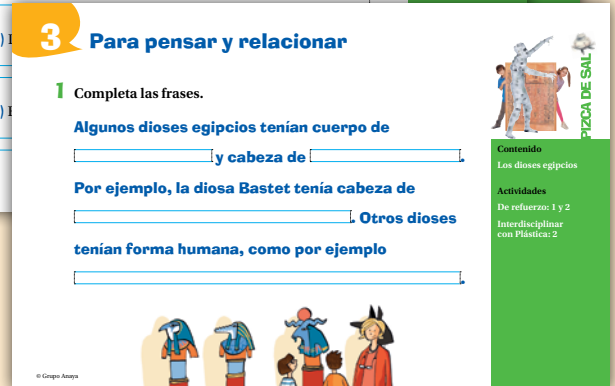 3 Para pensar y relacionar
1 Completa las frases.
Algunos dioses egipcios tenían cuerpo de
y cabeza de .
Por ejemplo, la diosa Bastet tenía cabeza de
. Otros dioses
tenían forma humana, como por ejemplo
.
© Grupo Anaya
PIZCA DE SAL
Contenido
Los dioses egipcios
Actividades
De refuerzo: 1 y 2
Interdisciplinar
con Plástica: 2